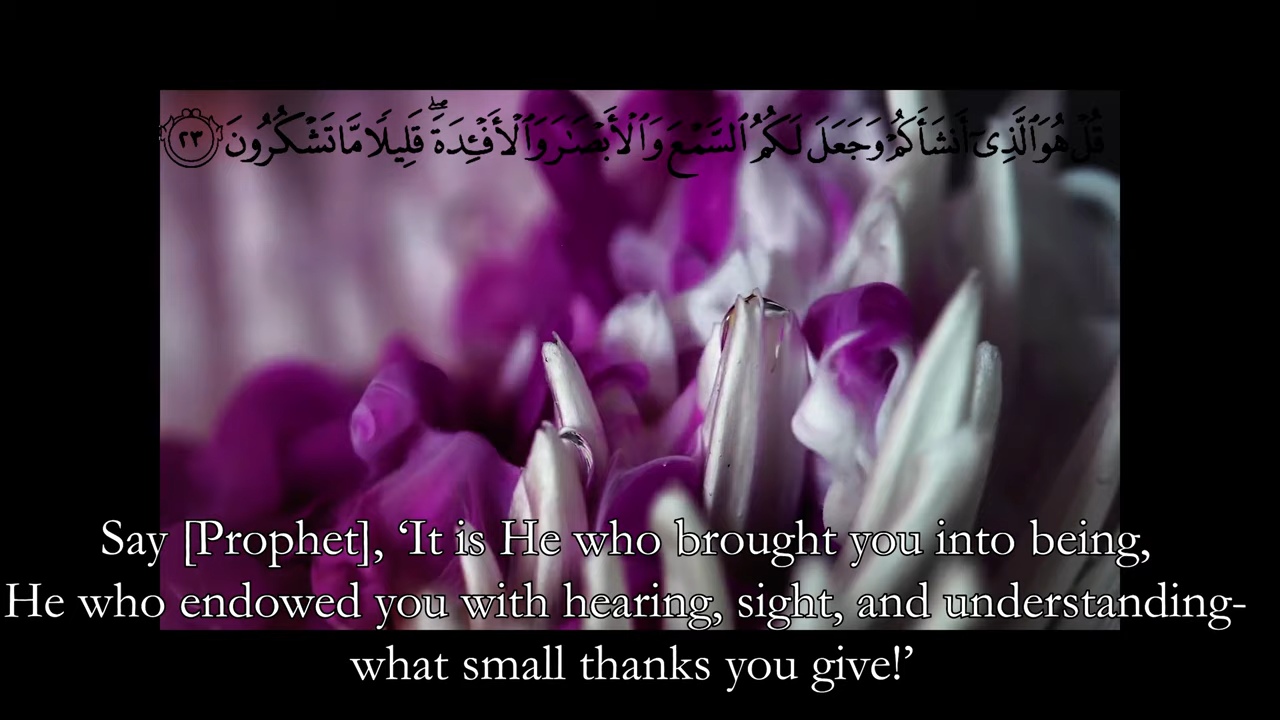 قُلْ هُوَ ٱلَّذِىٓ أَنشَأَكُمْ وَجَعَلَ لَكُمُ ٱلسَّمْعَ وَٱلْأَبْصَـٰرَ وَٱلْأَفْـِٔدَةَ ۖ قَلِيلًا مَّا تَشْكُرُونَ ٢٣
Say [Prophet], ‘It is He who brought you into being,
He who endowed you with hearing, sight, and understanding-
what small thanks you give!’